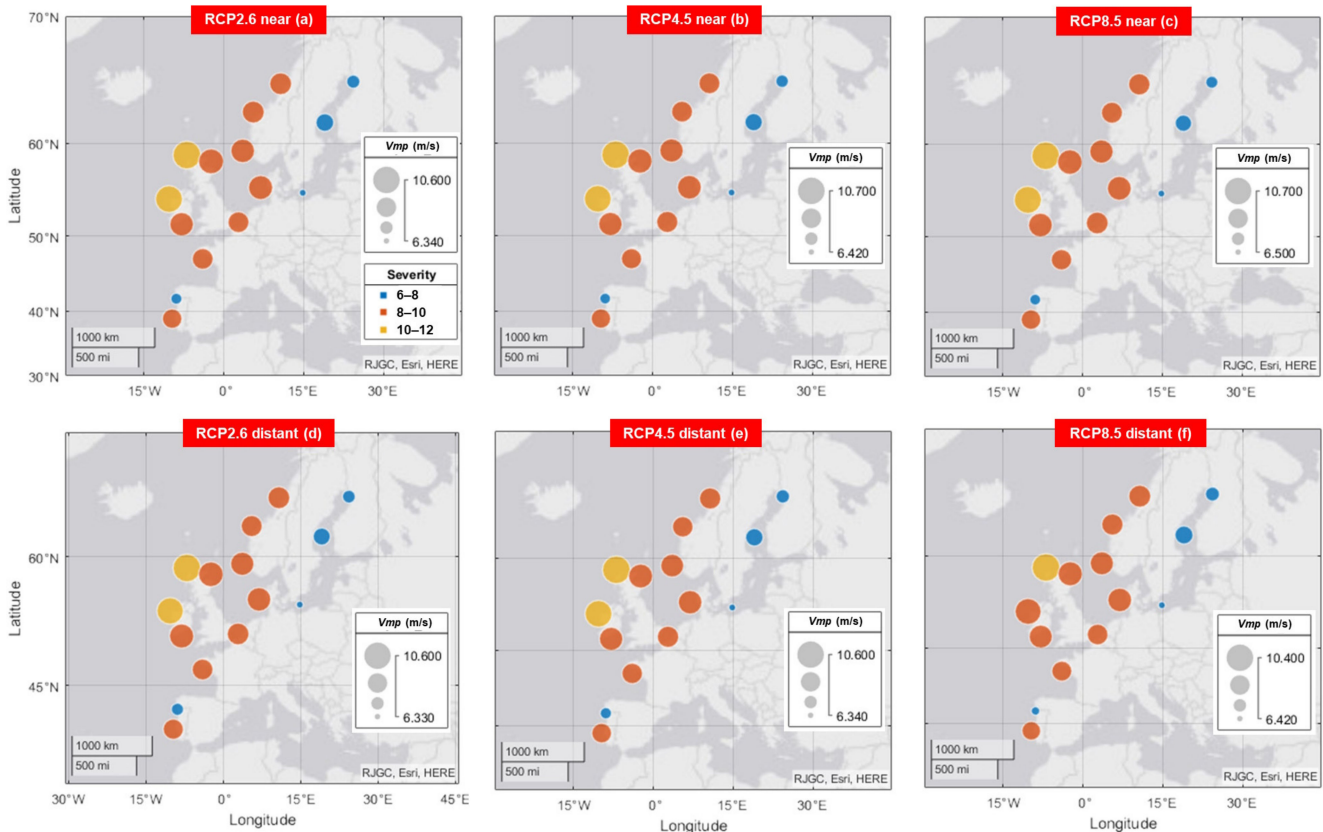 RCP2.6 near (a)
RCP4.5 near (b)
RCP8.5 near (c)
70°N
60°N
50°N
40°N
30°N
Latitude
Vmp (m/s)
10.600
6.340
Severity
6–8
8–10
10–12
1000 km
500 mi
RJGC, Esri, HERE
15°W
0°
15°E
30°E
Vmp (m/s)
10.700
6.420
1000 km
500 mi
RJGC, Esri, HERE
15°W
0°
15°E
30°E
Vmp (m/s)
10.700
6.500
1000 km
500 mi
RJGC, Esri, HERE
15°W
0°
15°E
30°E
RCP2.6 distant (d)
RCP4.5 distant (e)
RCP8.5 distant (f)
60°N
45°N
Latitude
Vmp (m/s)
10.600
6.330
1000 km
500 mi
RJGC, Esri, HERE
30°W
15°W
0°
15°E
30°E
45°E
Longitude
Vmp (m/s)
10.600
6.340
1000 km
500 mi
RJGC, Esri, HERE
15°W
0°
15°E
30°E
Longitude
Vmp (m/s)
10.400
6.420
1000 km
500 mi
RJGC, Esri, HERE
15°W
0°
15°E
30°E
Longitude